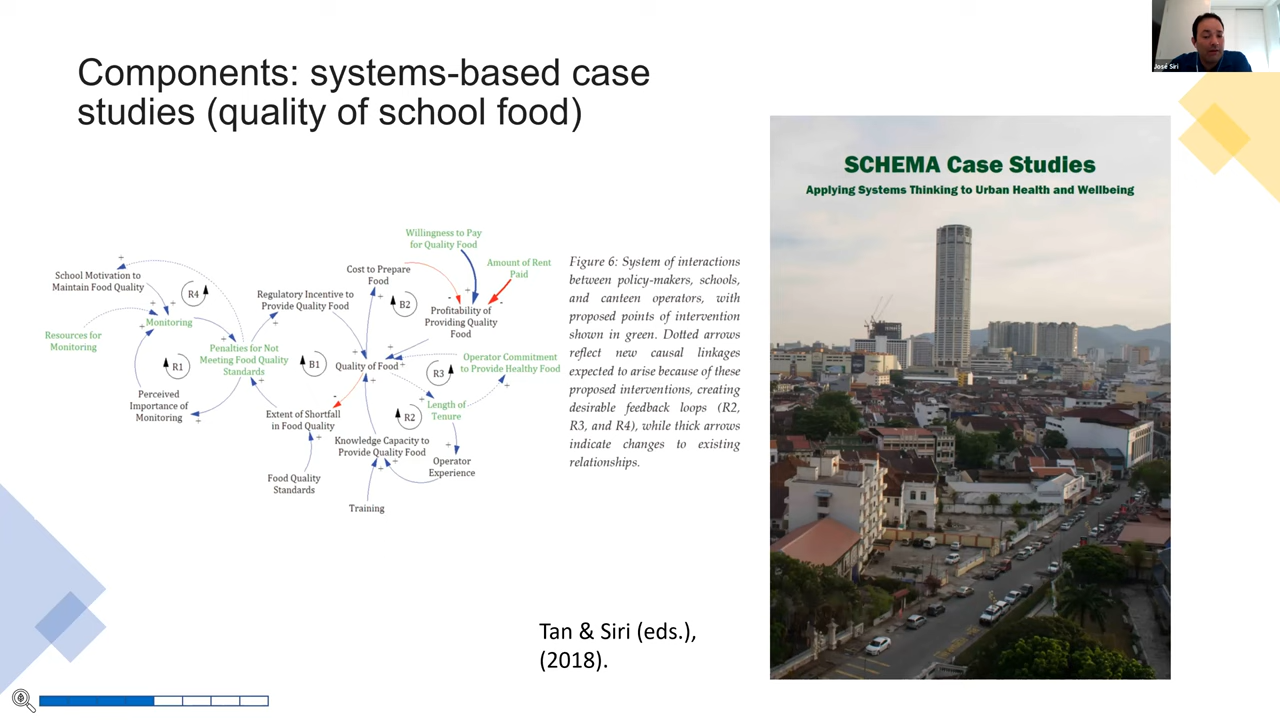 José Siri
Components: systems-based case
studies (quality of school food)
SCHEMA Case Studies
Applying Systems Thinking to Urban Health and Wellbeing
Willingness to Pay
for Quality Food
Amount of Rent
Paid
Cost to Prepare
Food
School Motivation to
Maintain Food Quality
R4
Regulatory Incentive to
Provide Quality Food
B2
Profitability of
Providing Quality
Food
Monitoring
Resources for
Monitoring
Penalties for Not
Meeting Food Quality
Standards
R1
B1
Quality of Food
Operator Commitment
to Provide Healthy Food
R3
Perceived
Importance of
Monitoring
Extent of Shortfall
in Food Quality
R2
Length of
Tenure
Knowledge Capacity to
Provide Quality Food
Operator
Experience
Food Quality
Standards
Training
Figure 6: System of interactions
between policy-makers, schools,
and canteen operators, with
proposed points of intervention
shown in green. Dotted arrows
reflect new causal linkages
expected to arise because of these
proposed interventions, creating
desirable feedback loops (R2,
R3, and R4), while thick arrows
indicate changes to existing
relationships.
Tan & Siri (eds.),
(2018).